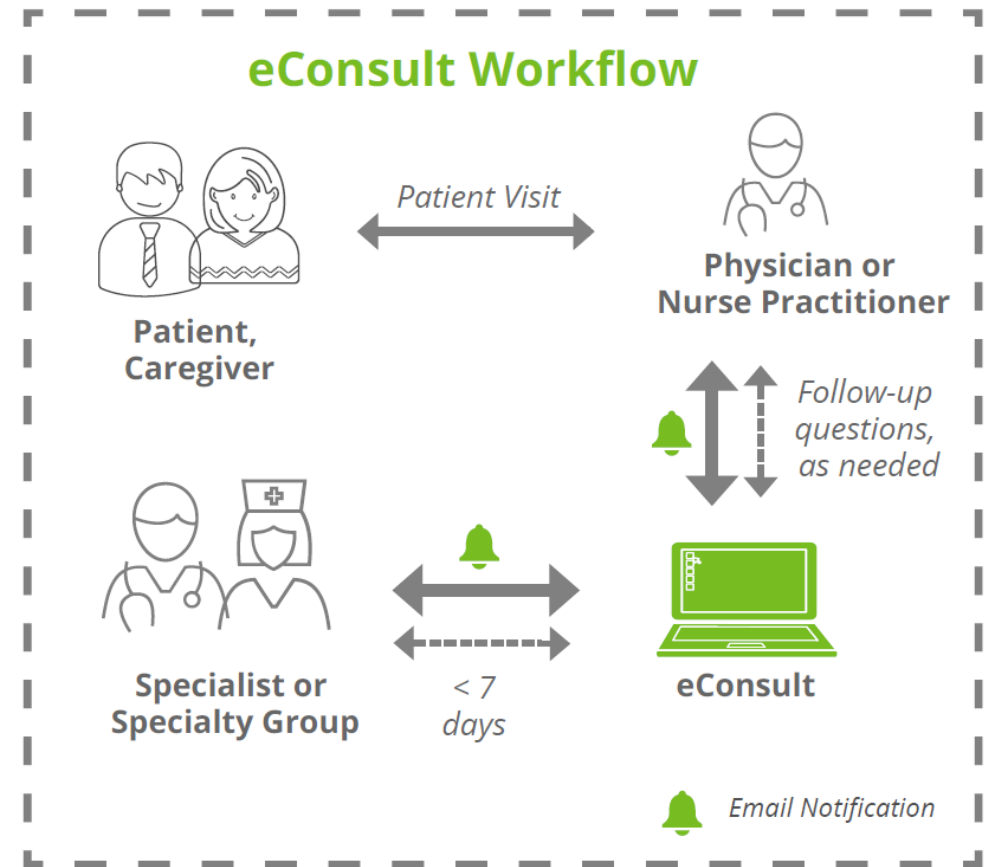 eConsult Workflow
Patient Visit
Physician or
Nurse Practitioner
Patient,
Caregiver
Follow-up
questions,
as needed
Specialist or
Specialty Group
< 7
days
eConsult
Email Notification